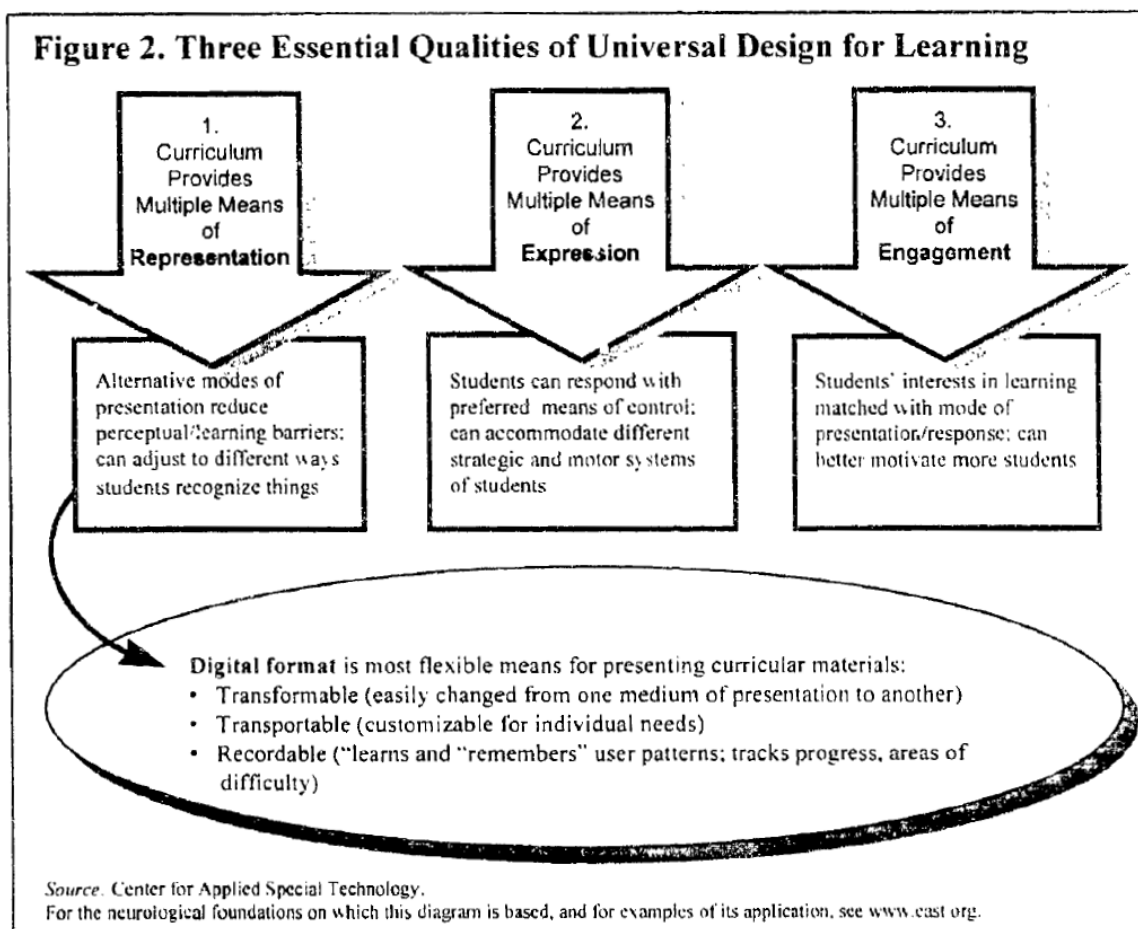 Figure 2. Three Essential Qualities of Universal Design for Learning
1.
Curriculum
Provides
Multiple Means
of
Representation
2.
Curriculum
Provides
Multiple Means
of
Expression
3.
Curriculum
Provides
Multiple Means
of
Engagement
Alternative modes of
presentation reduce
perceptual/learning barriers;
can adjust to different ways
students recognize things
Students can respond with
preferred means of control;
can accommodate different
strategic and motor systems
of students
Students' interests in learning
matched with mode of
presentation/response; can
better motivate more students
Digital format is most flexible means for presenting curricular materials:
• Transformable (easily changed from one medium of presentation to another)
• Transportable (customizable for individual needs)
• Recordable ("learns and "remembers" user patterns; tracks progress, areas of
difficulty)
Source. Center for Applied Special Technology.
For the neurological foundations on which this diagram is based, and for examples of its application, see www.cast.org.